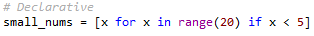 # Declarative
small_nums = [x for x in range(20) if x < 5]